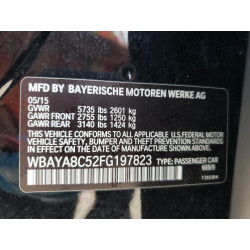 MFD BY BAYERISCHE MOTOREN WERKE AG
05/15
GVWR 5735 lbs 2601 kg
GAWR FRONT 2755 lbs 1250 kg
GAWR REAR 3140 lbs 1424 kg
This vehicle conforms to all applicable U.S. Federal Motor
Vehicle Safety, Bumper, and Theft Prevention Standards
in effect on the date of manufacture shown above.
WBAYA8C52FG197823 TYPE: PASSENGER CAR
668/9